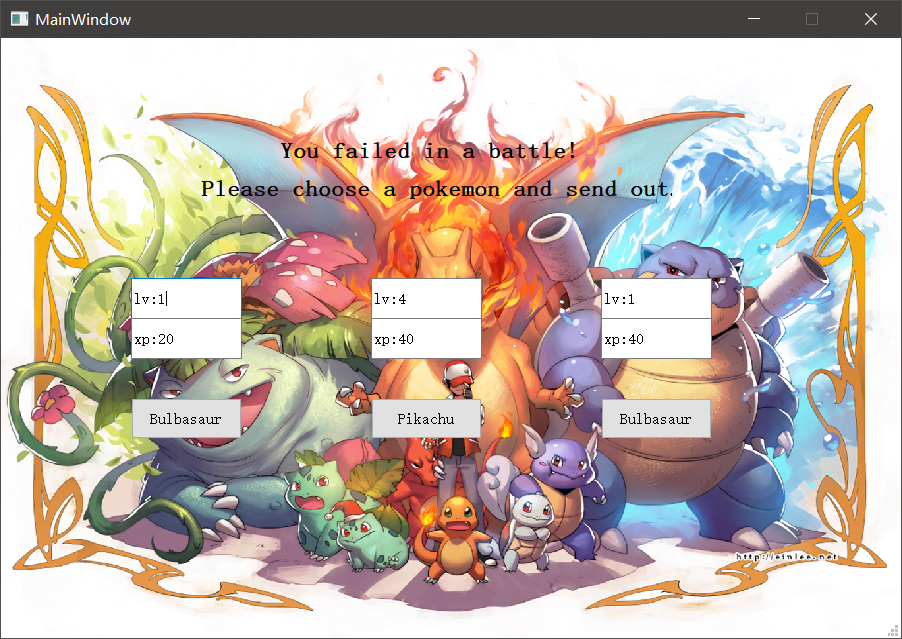 MainWindow
You failed in a battle!
Please choose a pokemon and send out.
lv:1
lv:4
lv:1
xp:20
xp:40
xp:40
Bulbasaur
Pikachu
Bulbasaur
http://einlee.net